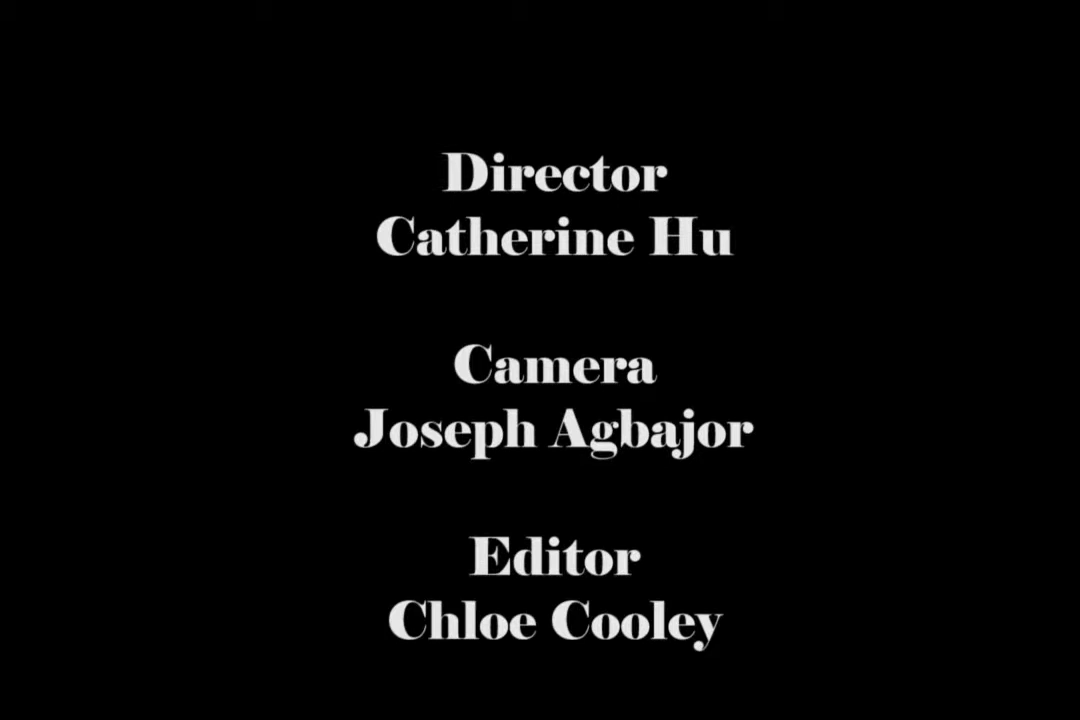 Director
Catherine Hu
Camera
Joseph Agbajor
Editor
Chloe Cooley